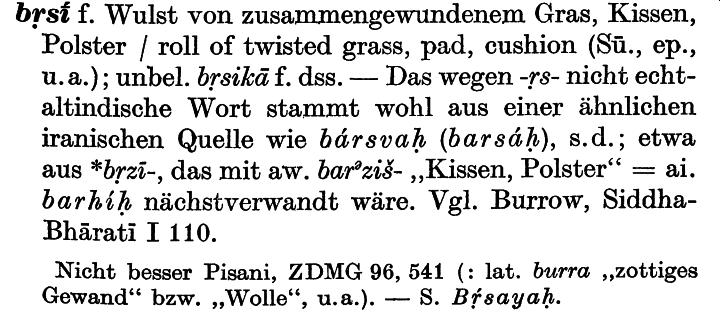 bṛsī́ f. Wulst von zusammengewundenem Gras, Kissen,
Polster / roll of twisted grass, pad, cushion (Sū., ep.,
u.a.); unbel. bṛsikā f. dss. — Das wegen -ṛs- nicht echt-
altindische Wort stammt wohl aus einer ähnlichen
iranischen Quelle wie bársvaḥ (barsáḥ), s.d.; etwa
aus *bṛzī-, das mit aw. barᵊziš- „Kissen, Polster“ = ai.
barhíḥ nächstverwandt wäre. Vgl. Burrow, Siddha-
Bhāratī I 110.
Nicht besser Pisani, ZDMG 96, 541 (: lat. burra „zottiges
Gewand“ bzw. „Wolle“, u.a.). — S. Bṛ́sayaḥ.